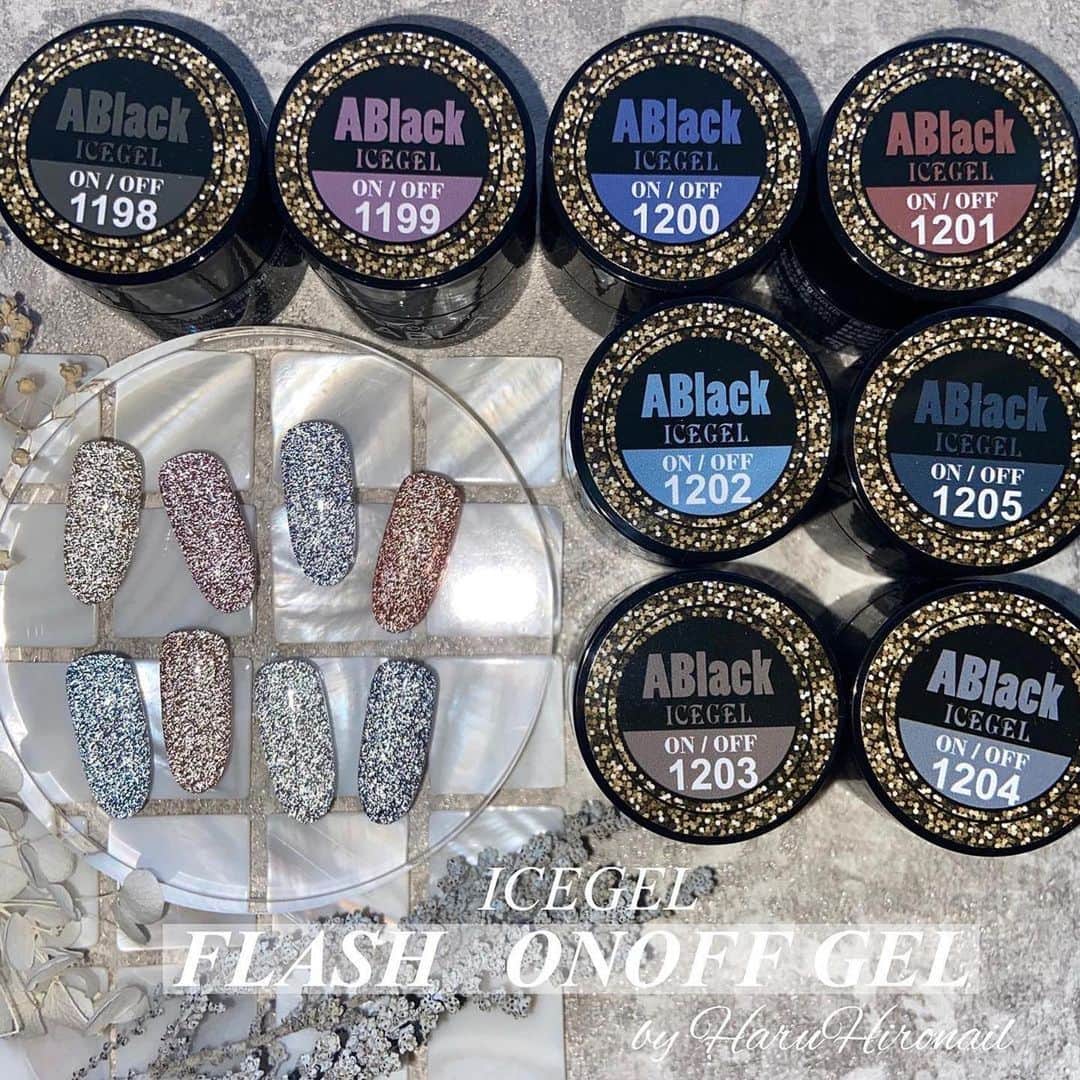 ABlack
ICEGEL
ON / OFF
1198
ABlack
ICEGEL
ON / OFF
1199
ABlack
ICEGEL
ON / OFF
1200
ABlack
ICEGEL
ON / OFF
1201
ABlack
ICEGEL
ON / OFF
1202
ABlack
ICEGEL
ON / OFF
1205
ABlack
ICEGEL
ON / OFF
1203
ABlack
ICEGEL
ON / OFF
1204
ICEGEL
FLASH ONOFF GEL
by HaruHironail